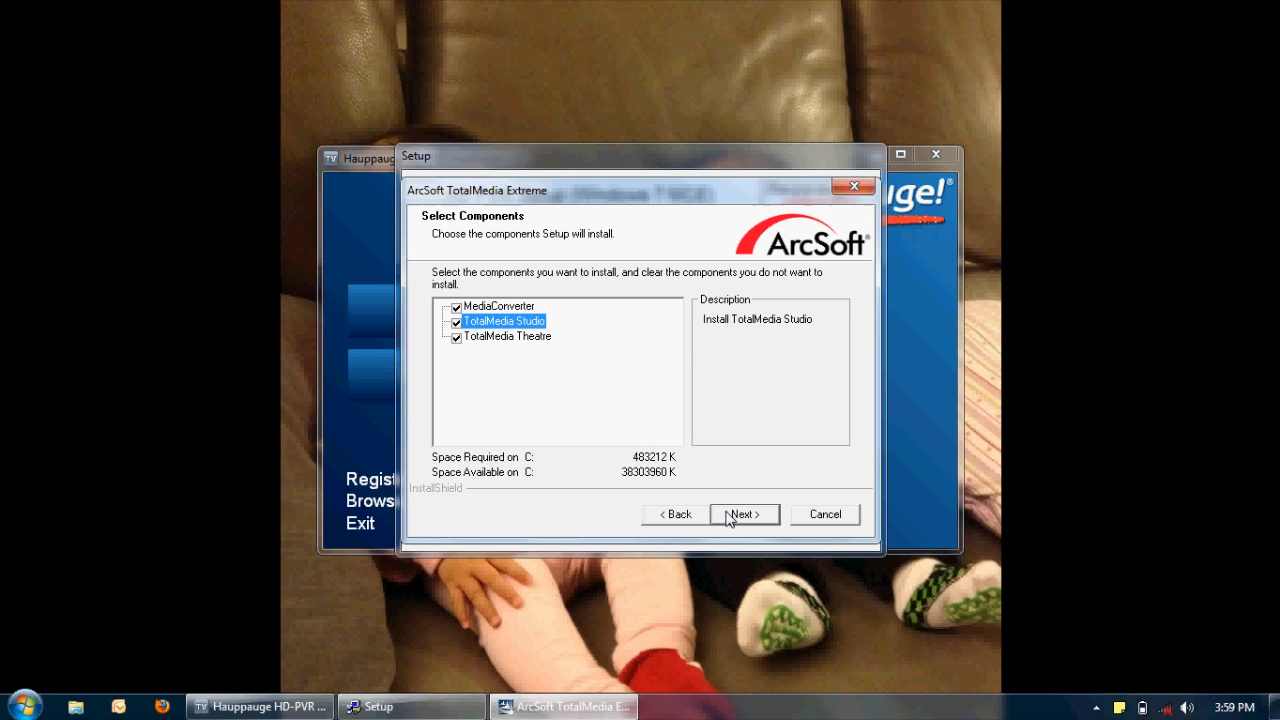 Hauppauge
Setup
uge!®
ArcSoft TotalMedia Extreme
Select Components
Choose the components Setup will install.
ArcSoft®
Select the components you want to install, and clear the components you do not want to
install.
MediaConverter
TotalMedia Studio
TotalMedia Theatre
Description
Install TotalMedia Studio
Space Required on C: 483212 K
Space Available on C: 38303960 K
InstallShield
< Back
Next >
Cancel
Regist
Brows
Exit
Hauppauge HD-PVR ...
Setup
ArcSoft TotalMedia E...
3:59 PM